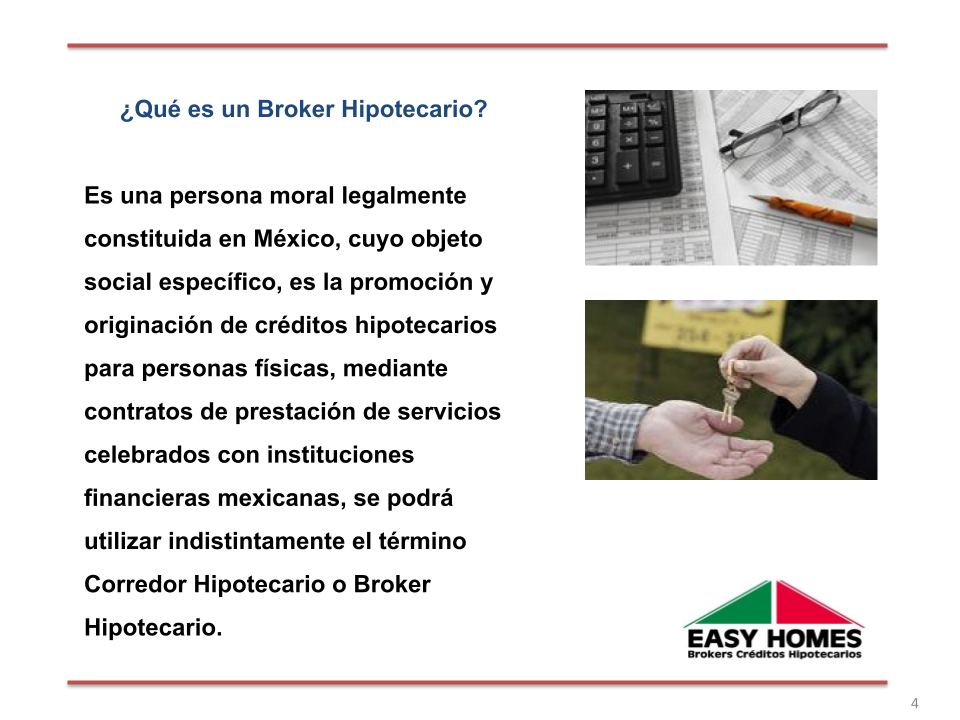 ¿Qué es un Broker Hipotecario?
Es una persona moral legalmente
constituida en México, cuyo objeto
social específico, es la promoción y
originación de créditos hipotecarios
para personas físicas, mediante
contratos de prestación de servicios
celebrados con instituciones
financieras mexicanas, se podrá
utilizar indistintamente el término
Corredor Hipotecario o Broker
Hipotecario.
EASY HOMES
Brokers Créditos Hipotecarios
4